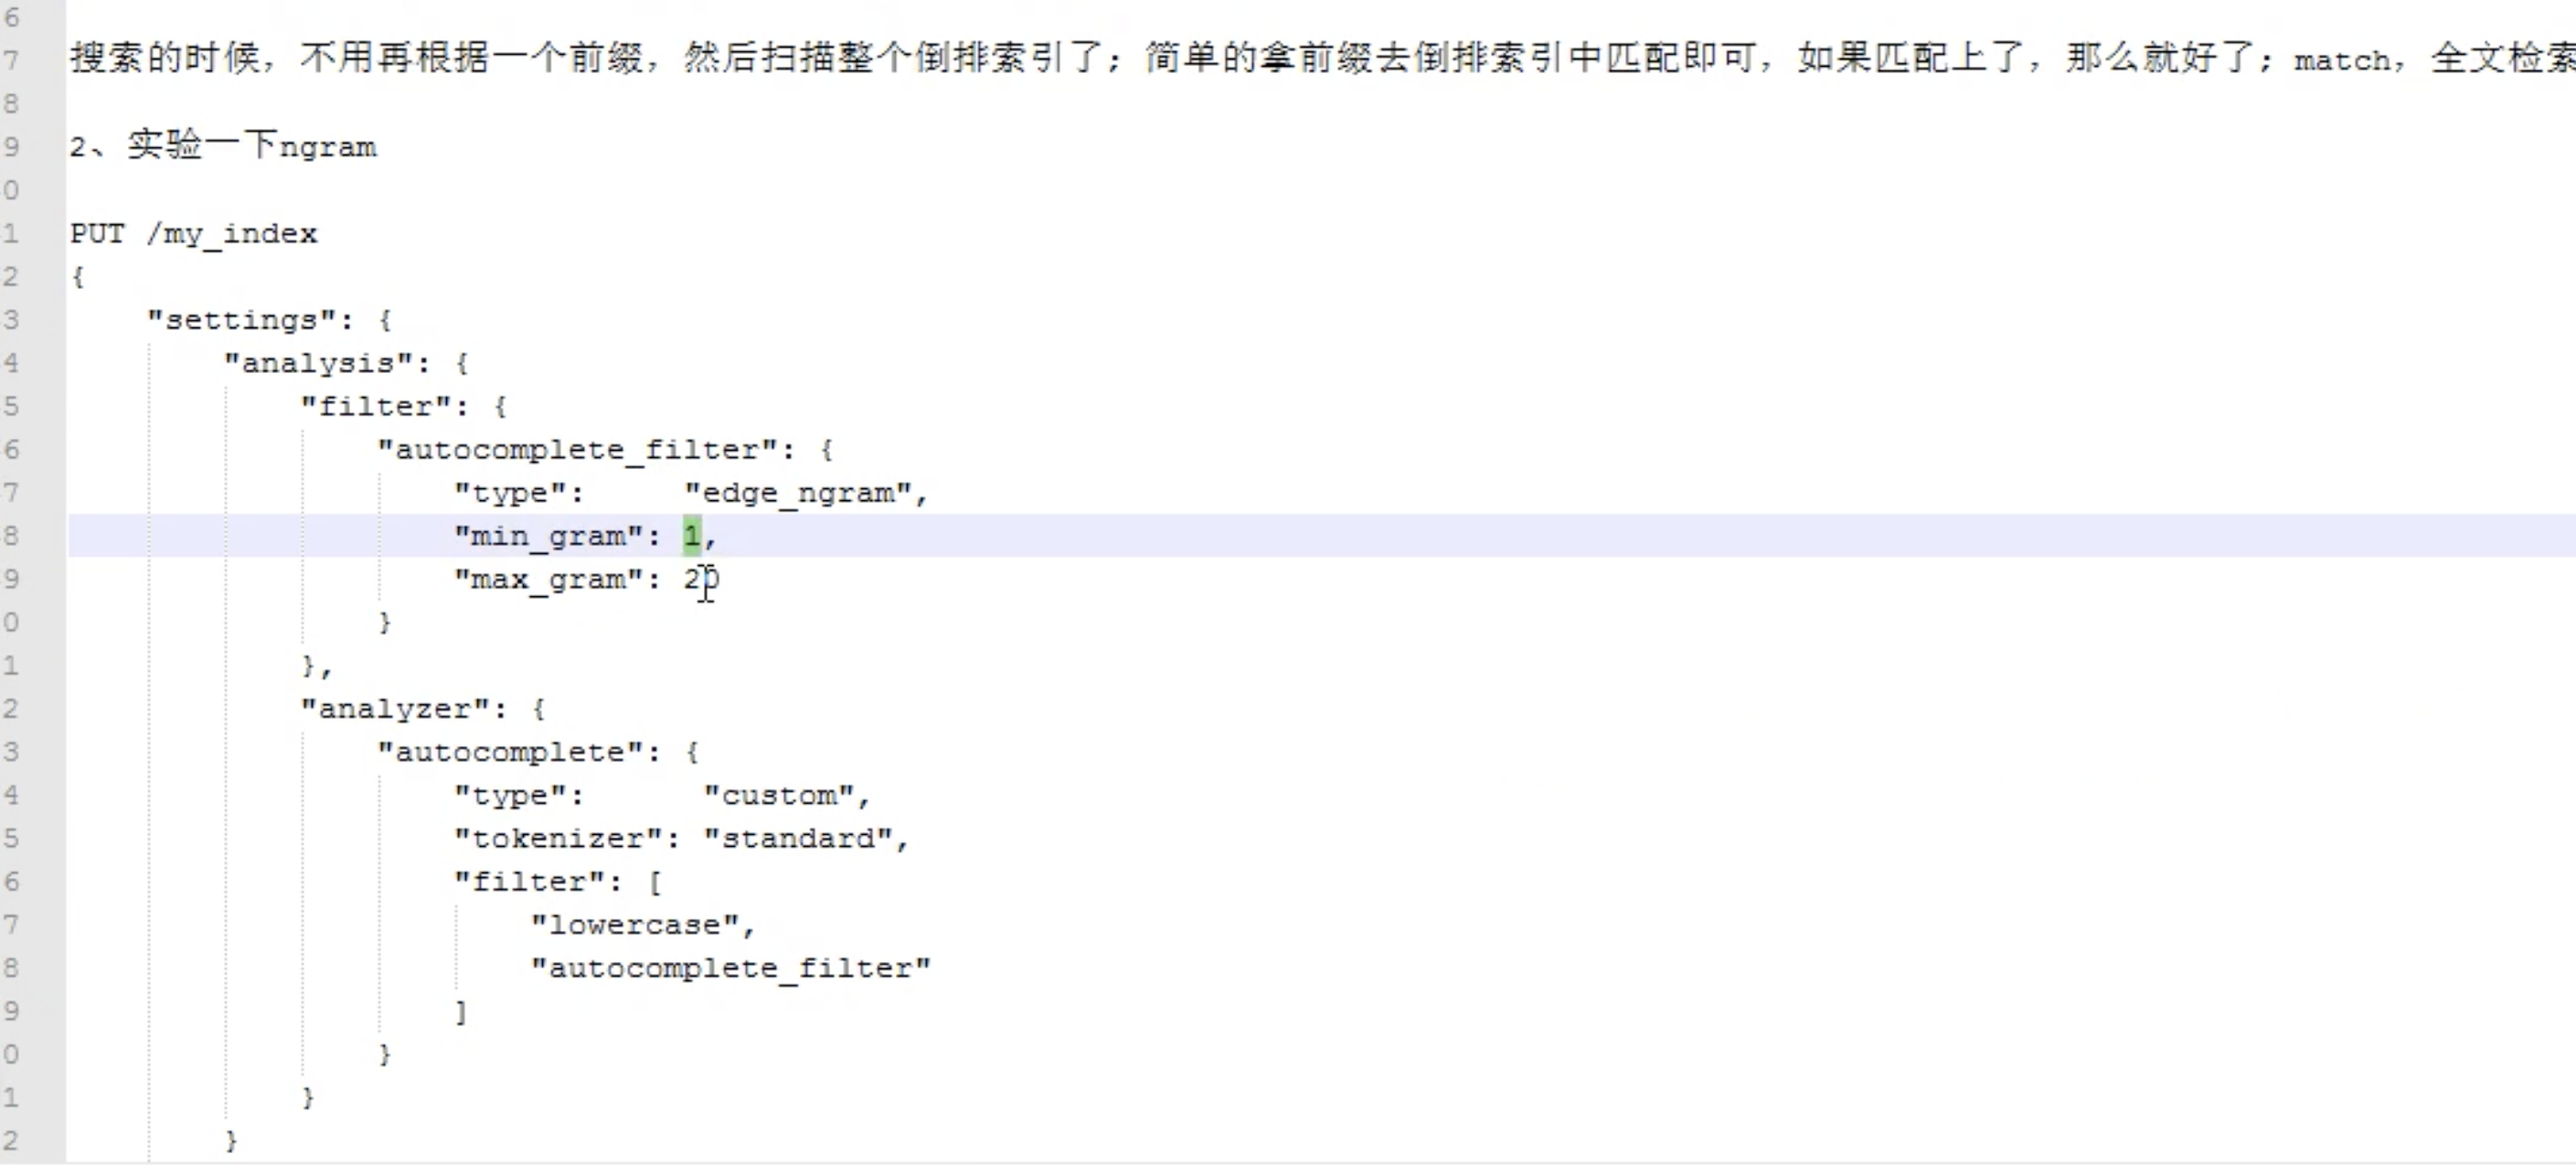 6
7 搜索的时候，不用再根据一个前缀，然后扫描整个倒排索引了；简单的拿前缀去倒排索引中匹配即可，如果匹配上了，那么就好了；match，全文检索
8
9 2、实验一下ngram
0
1 PUT /my_index
2 {
3 "settings": {
4 "analysis": {
5 "filter": {
6 "autocomplete_filter": {
7 "type": "edge_ngram",
8 "min_gram": 1,
9 "max_gram": 20
0 }
1 },
2 "analyzer": {
3 "autocomplete": {
4 "type": "custom",
5 "tokenizer": "standard",
6 "filter": [
7 "lowercase",
8 "autocomplete_filter"
9 ]
0 }
1 }
2 }